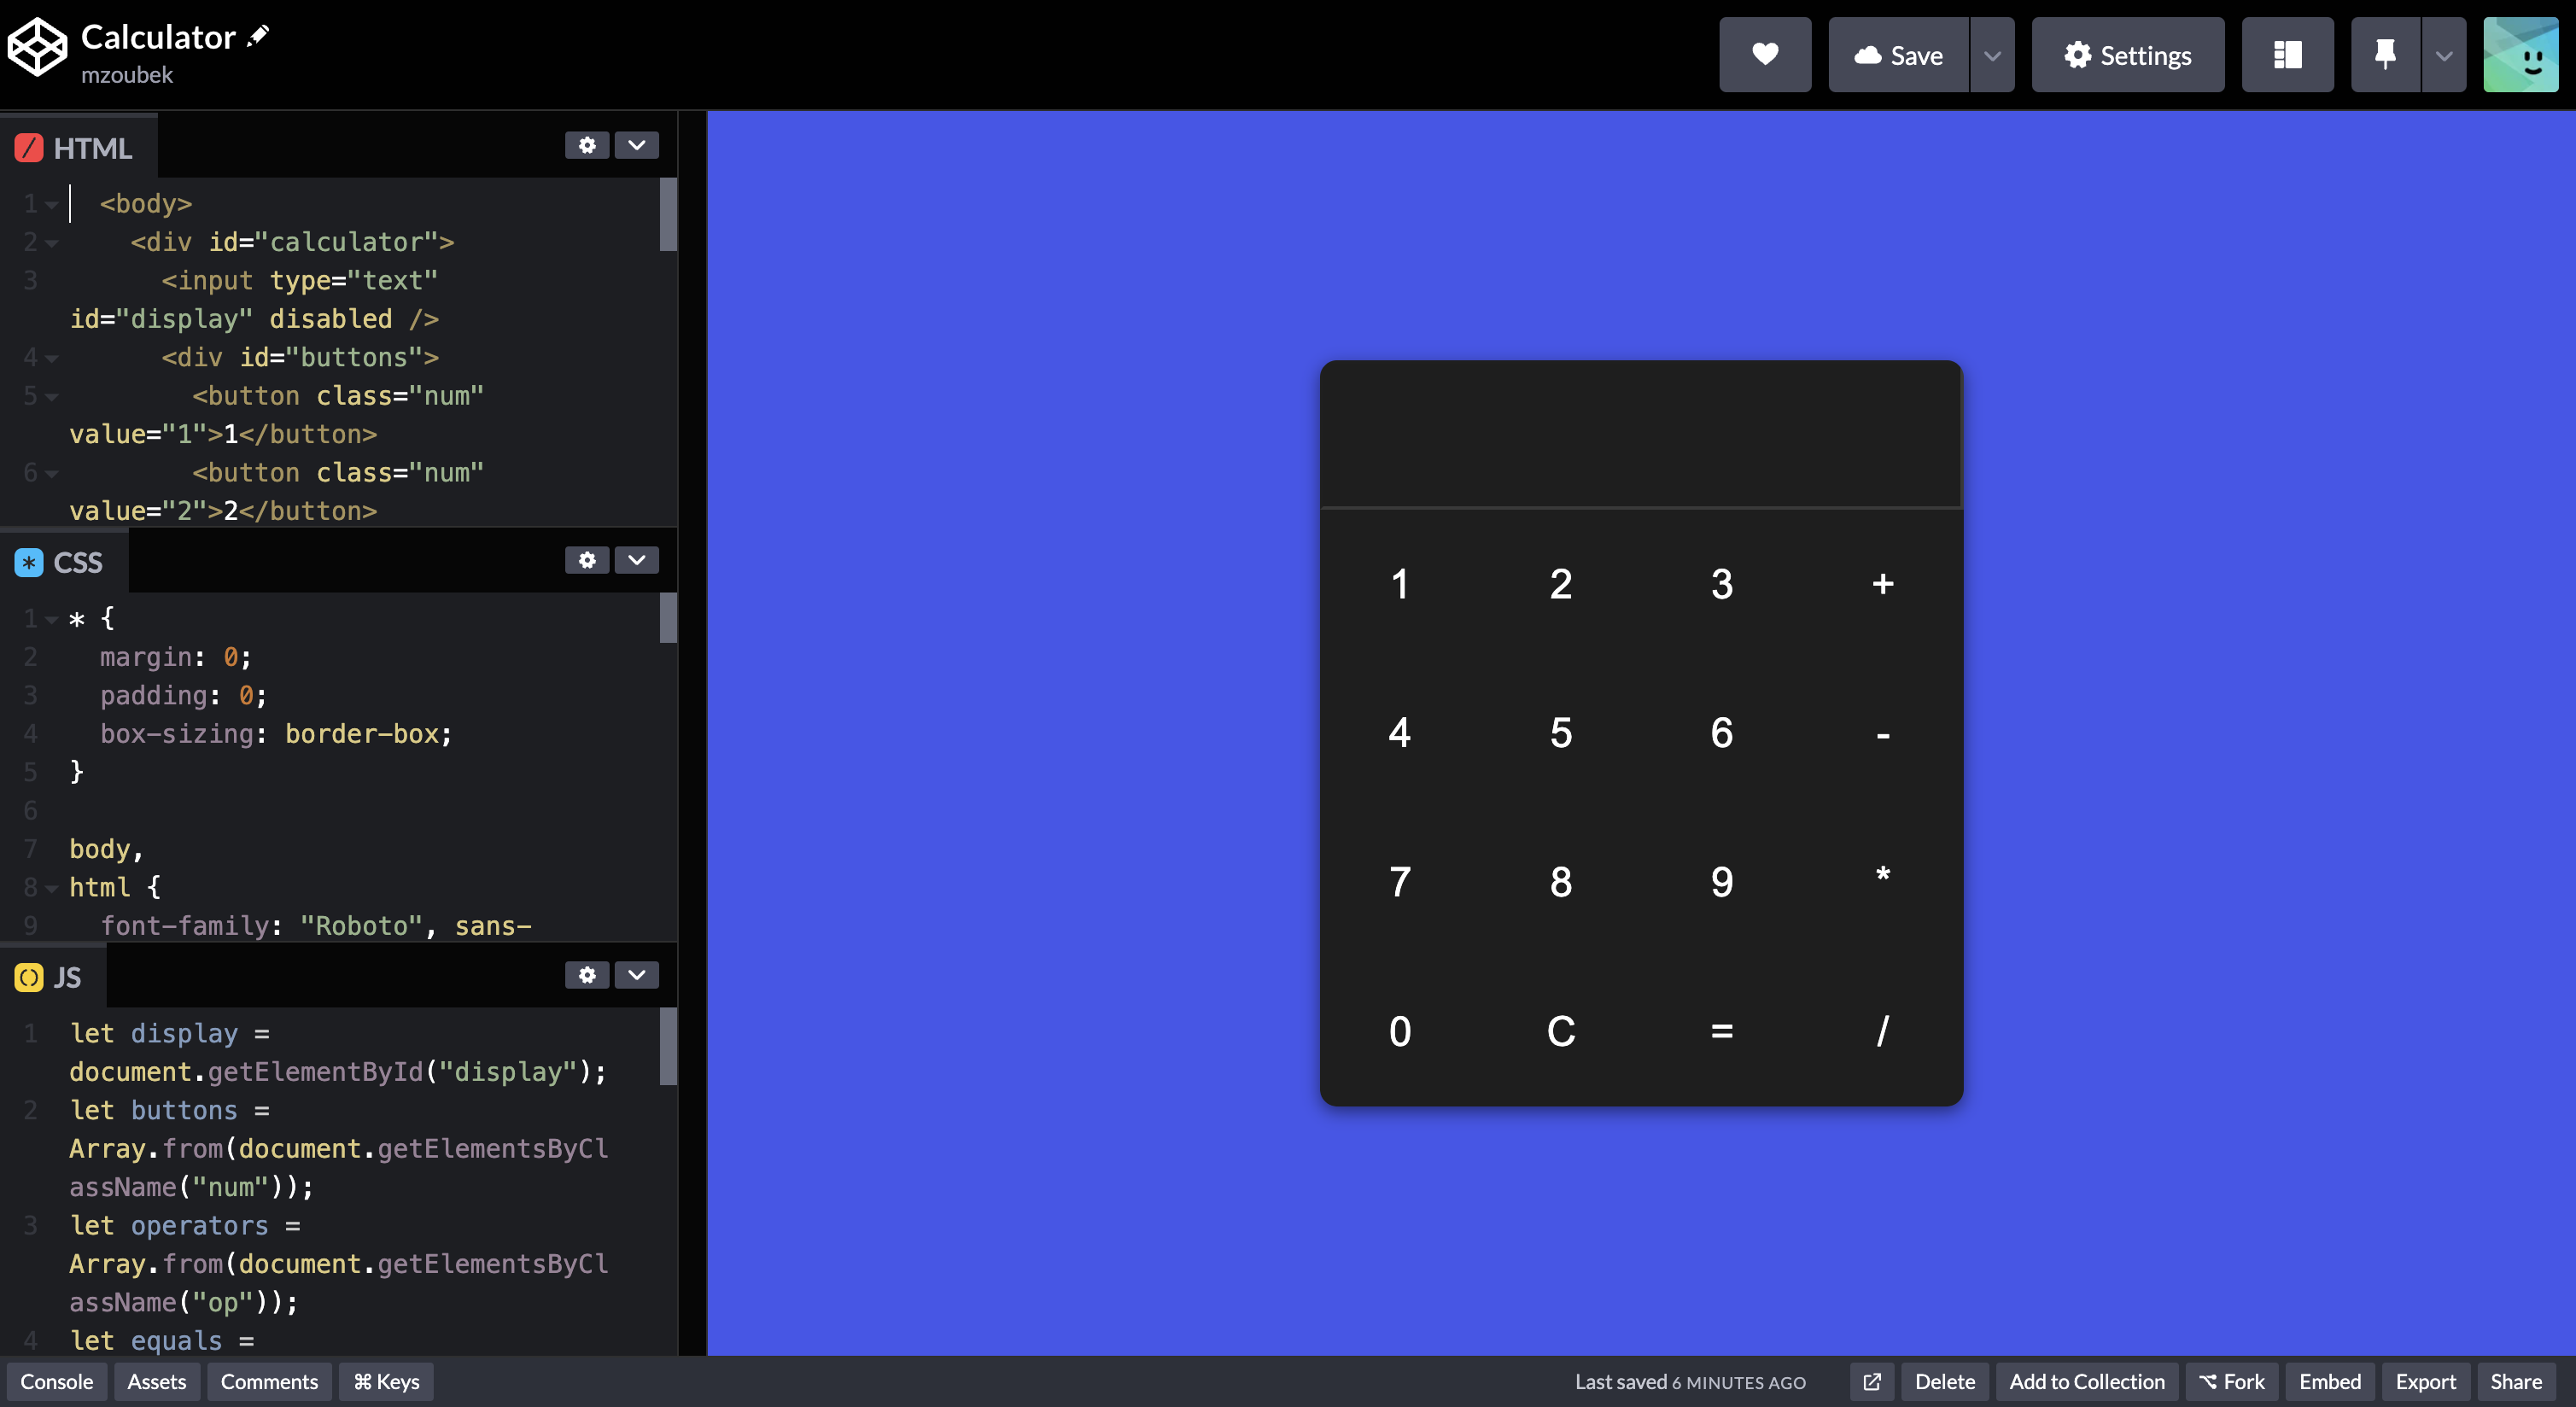 Calculator
mzoubek
Save
Settings
HTML
1 <body>
2 <div id="calculator">
3 <input type="text"
id="display" disabled />
4 <div id="buttons">
5 <button class="num"
value="1">1</button>
6 <button class="num"
value="2">2</button>
* CSS
1 * {
2 margin: 0;
3 padding: 0;
4 box-sizing: border-box;
5 }
6
7 body,
8 html {
9 font-family: "Roboto", sans-
() JS
1 let display =
document.getElementById("display");
2 let buttons =
Array.from(document.getElementsByCl
assName("num"));
3 let operators =
Array.from(document.getElementsByCl
assName("op"));
4 let equals =
1 2 3 +
4 5 6 -
7 8 9 *
0 C = /
Console Assets Comments ⌘ Keys
Last saved 6 MINUTES AGO
Delete Add to Collection Fork Embed Export Share